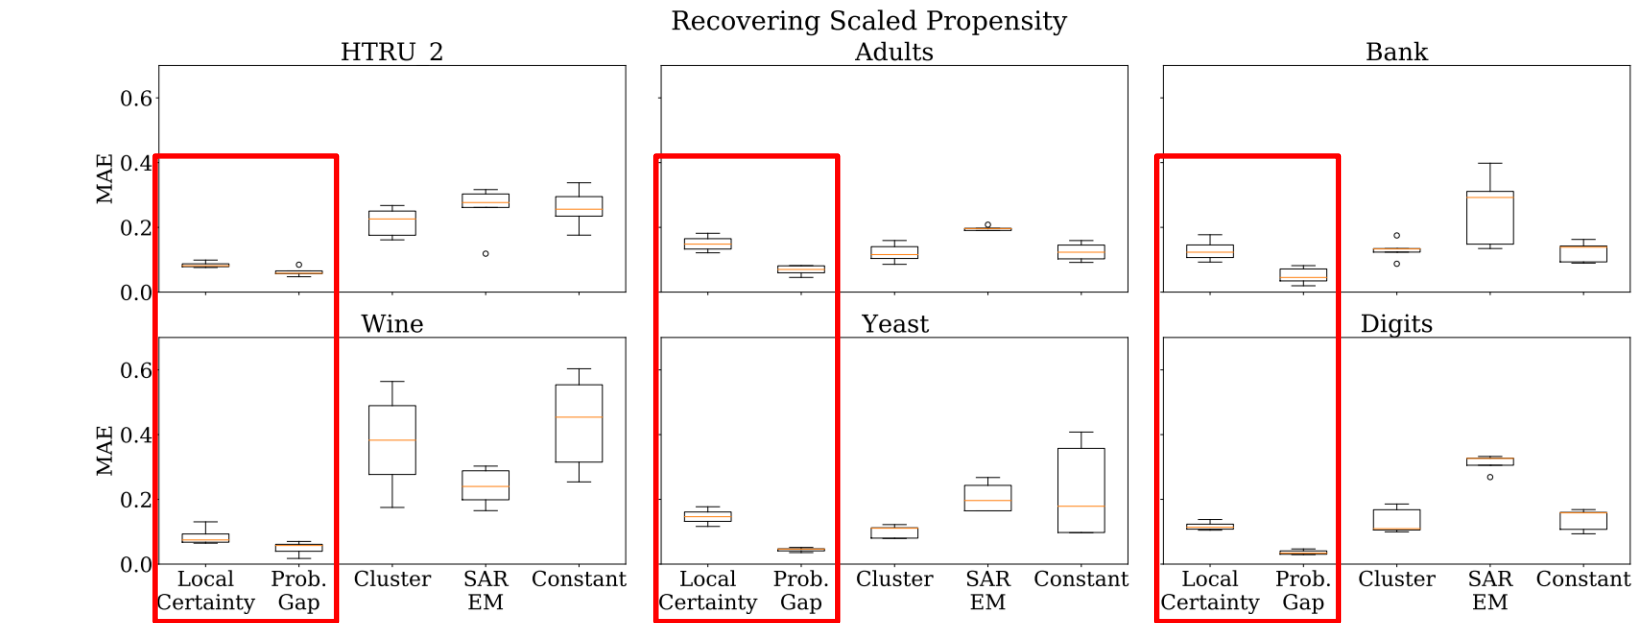 Recovering Scaled Propensity
HTRU_2
Adults
Bank
0.6
0.4
0.2
0.0
MAE
Wine
Yeast
Digits
0.6
0.4
0.2
0.0
MAE
Local Certainty
Prob. Gap
Cluster
SAR EM
Constant
Local Certainty
Prob. Gap
Cluster
SAR EM
Constant
Local Certainty
Prob. Gap
Cluster
SAR EM
Constant